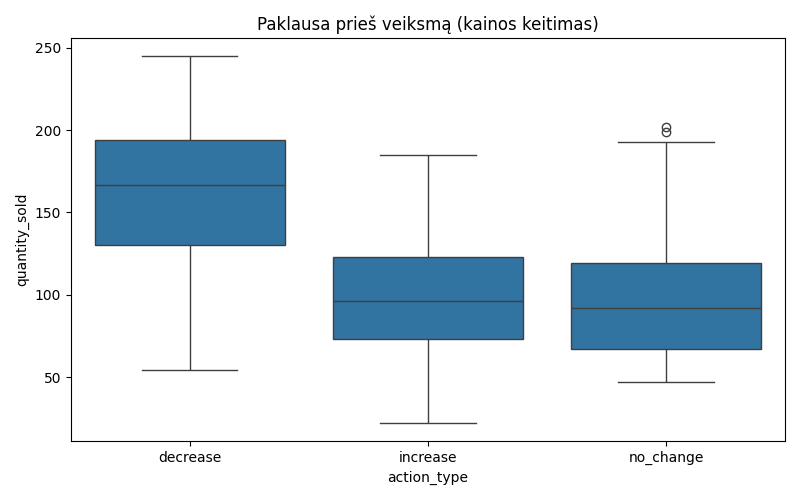 Paklausa prieš veiksmą (kainos keitimas)
250
200
150
100
50
quantity_sold
decrease
increase
no_change
action_type